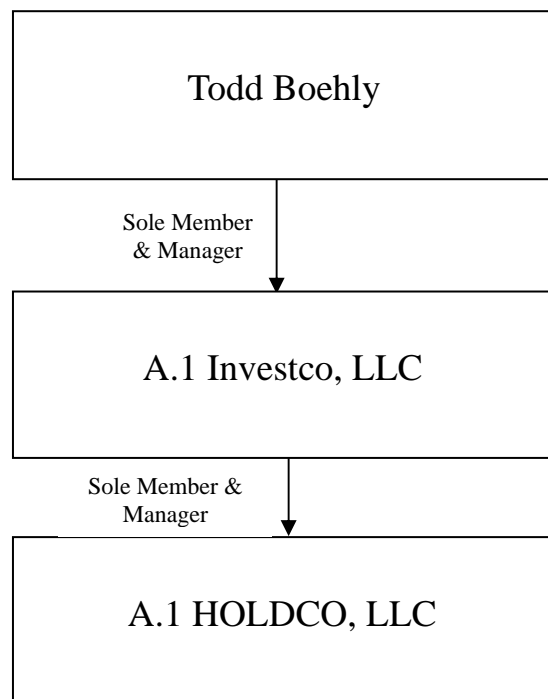 Todd Boehly
Sole Member
& Manager
A.1 Investco, LLC
Sole Member &
Manager
A.1 HOLDCO, LLC